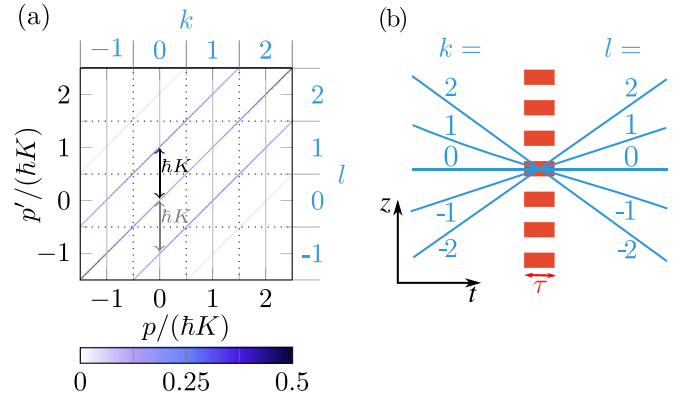 (a)
k
-1 0 1 2
2
1
0
-1
p′/(ħK)
ħK
ħK
2
1
0
-1
l
-1 0 1 2
p/(ħK)
0 0.25 0.5
(b)
k = l =
2 2
1 1
0 0
-1 -1
-2 -2
z
t
τ